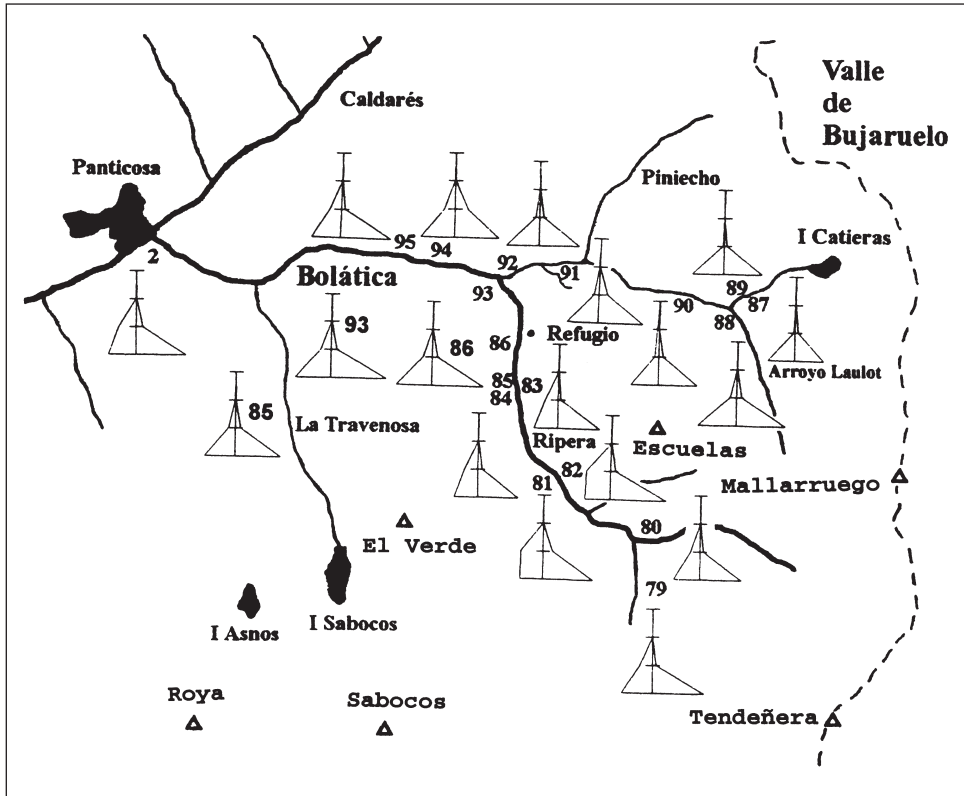 Valle
de
Bujaruelo
Caldarés
Panticosa
Piniecho
I Catieras
95
94
92
91
2
Bolática
93
89
87
90
88
93
86
86
Refugio
Arroyo Laulot
85
83
84
85
La Travenosa
Ripera
Escuelas
82
81
Mallarruego
El Verde
80
79
I Asnos
I Sabocos
Roya
Sabocos
Tendeñera